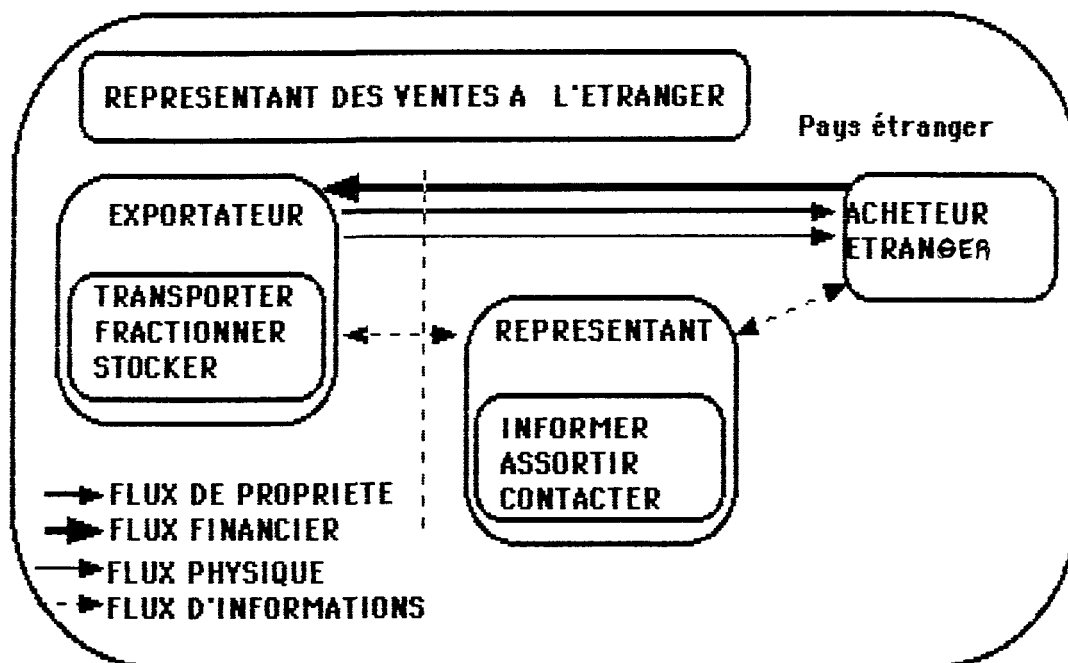 REPRESENTANT DES VENTES A L'ETRANGER
Pays étranger
EXPORTATEUR
TRANSPORTER
FRACTIONNER
STOCKER
ACHETEUR
ETRANGER
REPRESENTANT
INFORMER
ASSORTIR
CONTACTER
FLUX DE PROPRIETE
FLUX FINANCIER
FLUX PHYSIQUE
FLUX D'INFORMATIONS